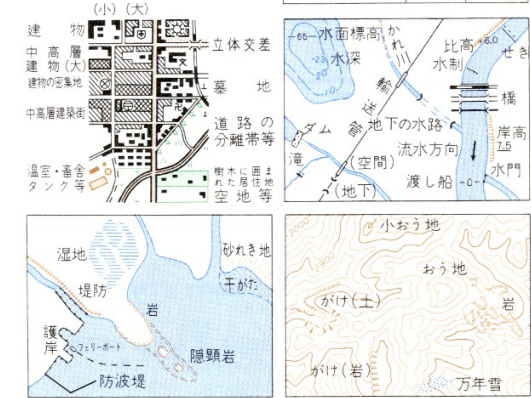 (小) (大)
建物
中高層
建物(大)
建物の密集地
中高層建築街
温室・畜舎
タンク等
立体交差
墓地
道路の
分離帯等
樹木に囲ま
れた居住地
空地等
-65-水面標高
水深
かれ川
輸送管
(空間)
(地下)
地下の水路
ダム
滝
比高
+6.0
せき
水制
橋
岸高
7.5
流水方向
水門
渡し船
湿地
砂れき地
干がた
堤防
岩
護岸
フェリーボート
隠顕岩
防波堤
小おう地
おう地
がけ(土)
岩
がけ(岩)
万年雪